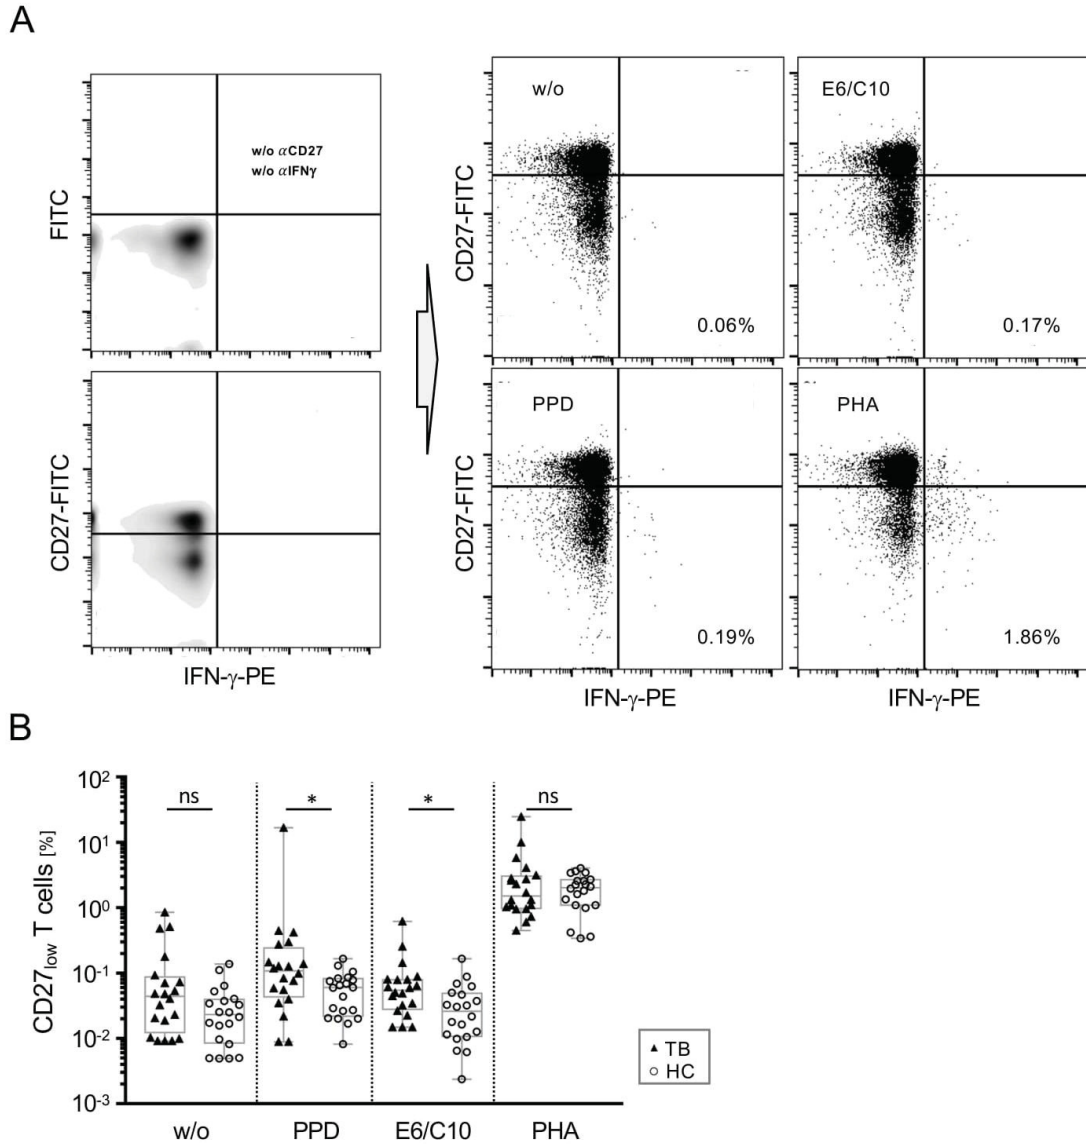 A
w/o αCD27
w/o αIFNγ
FITC
CD27-FITC
IFN-γ-PE
w/o
0.06%
CD27-FITC
E6/C10
0.17%
PPD
0.19%
CD27-FITC
IFN-γ-PE
PHA
1.86%
IFN-γ-PE
B
CD27low T cells [%]
10²
10¹
10⁰
10⁻¹
10⁻²
10⁻³
ns
*
*
ns
w/o
PPD
E6/C10
PHA
TB
HC